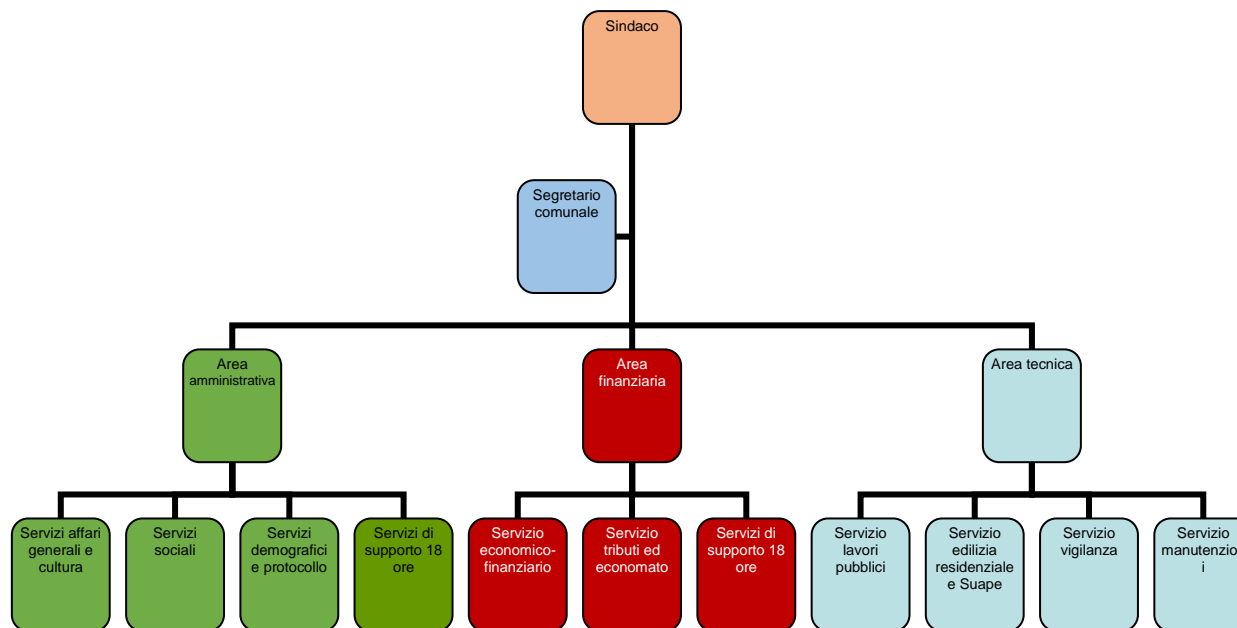 Sindaco
Segretario
comunale
Area
amministrativa
Area
finanziaria
Area tecnica
Servizi affari
generali e
cultura
Servizi
sociali
Servizi
demografici
e protocollo
Servizi di
supporto 18
ore
Servizio
economico-
finanziario
Servizio
tributi ed
economato
Servizi di
supporto 18
ore
Servizio
lavori
pubblici
Servizio
edilizia
residenziale
e Suape
Servizio
vigilanza
Servizio
manutenzion
i